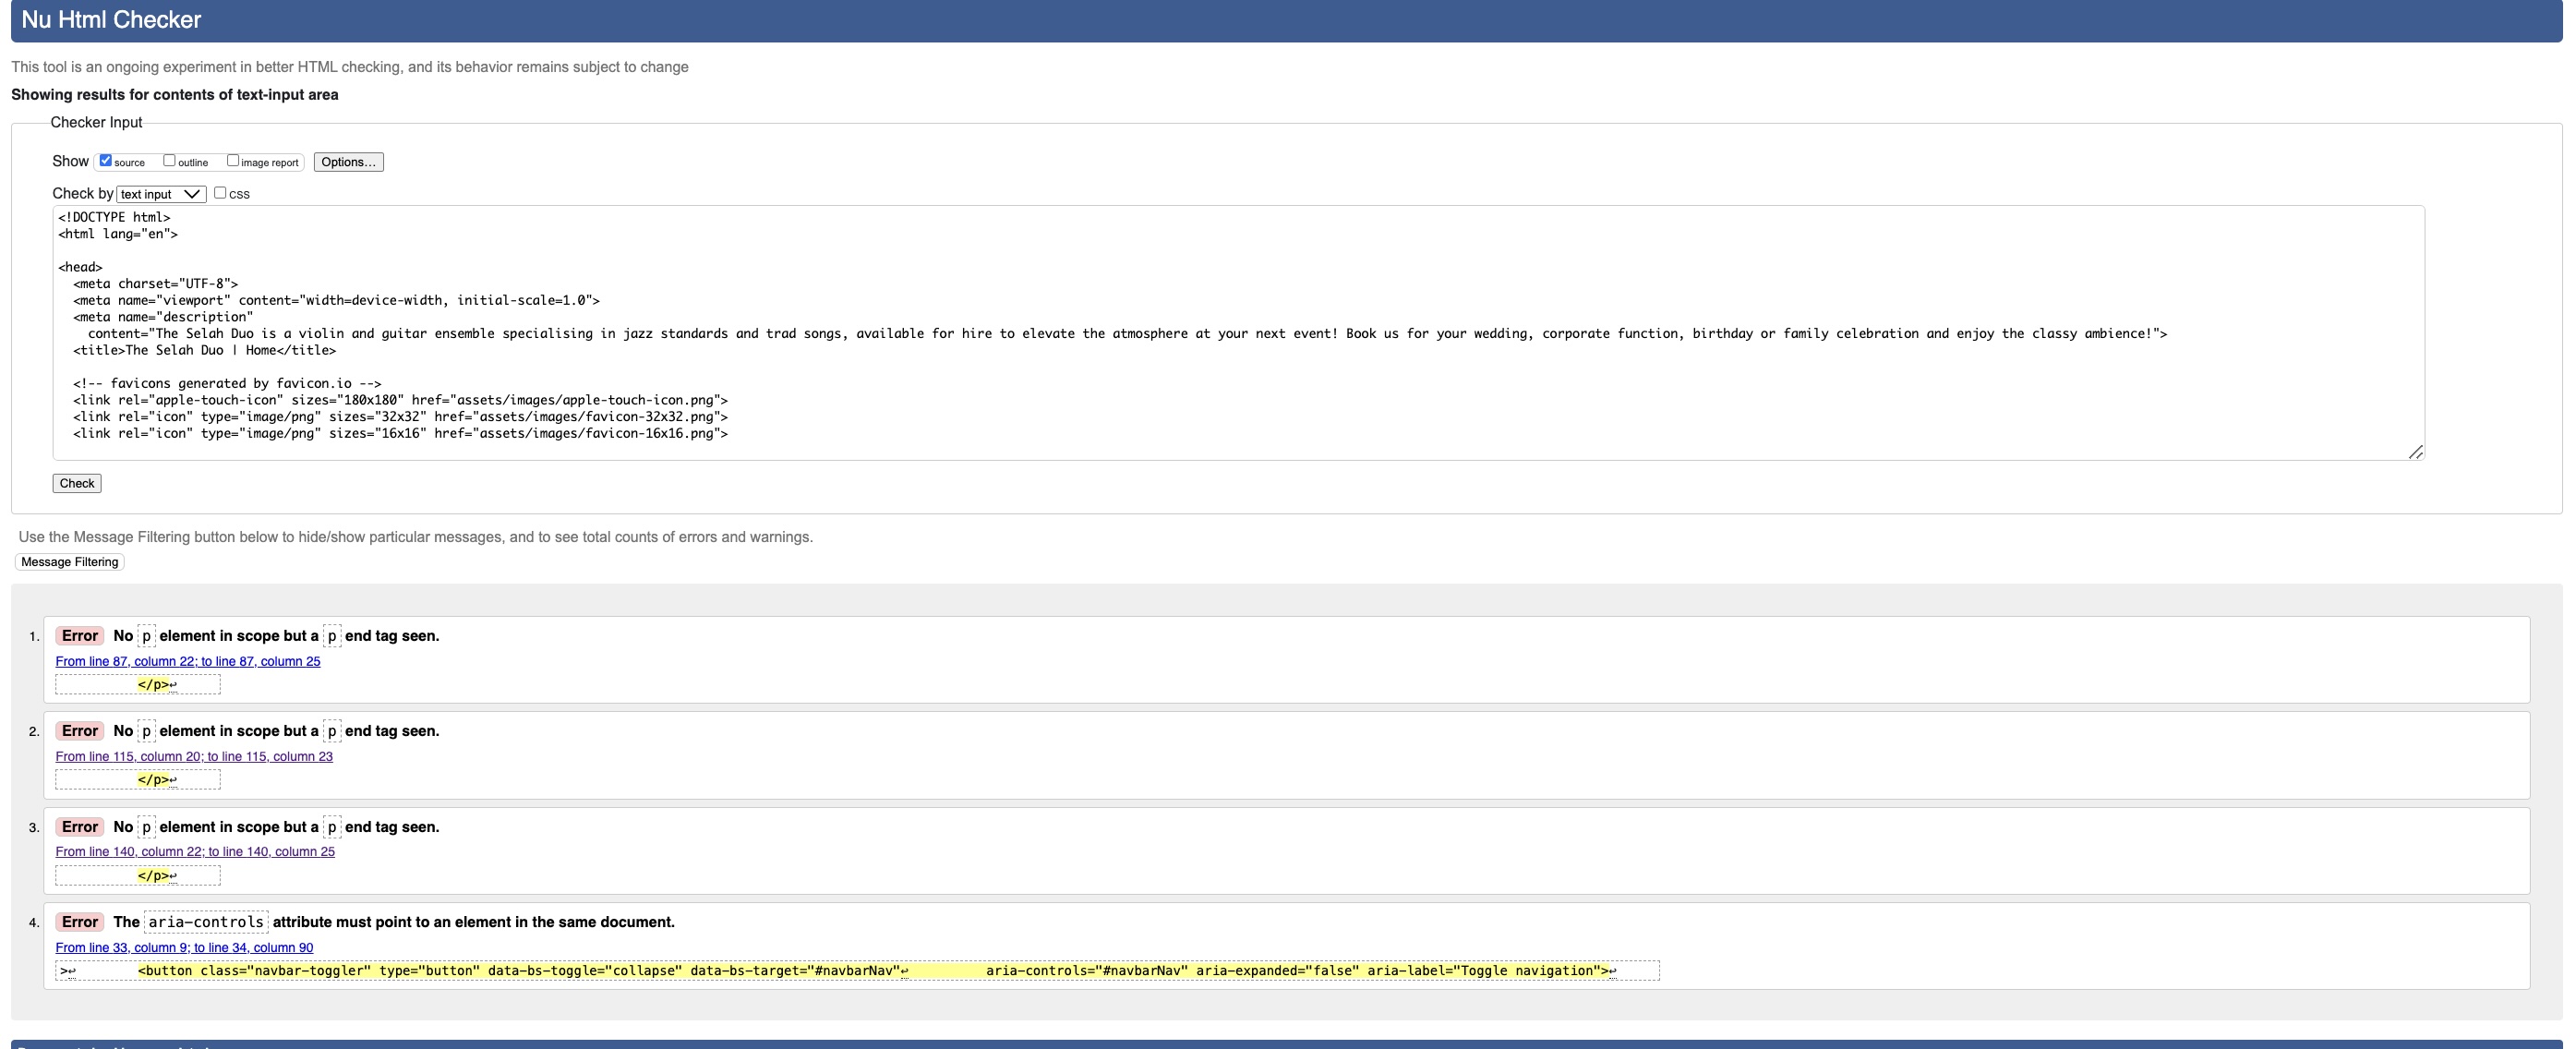 Nu Html Checker
This tool is an ongoing experiment in better HTML checking, and its behavior remains subject to change
Showing results for contents of text-input area
Checker Input
Show source outline image report Options...
Check by text input CSS
<!DOCTYPE html>
<html lang="en">
<head>
<meta charset="UTF-8">
<meta name="viewport" content="width=device-width, initial-scale=1.0">
<meta name="description"
content="The Selah Duo is a violin and guitar ensemble specialising in jazz standards and trad songs, available for hire to elevate the atmosphere at your next event! Book us for your wedding, corporate function, birthday or family celebration and enjoy the classy ambience!">
<title>The Selah Duo | Home</title>
<!-- favicons generated by favicon.io -->
<link rel="apple-touch-icon" sizes="180x180" href="assets/images/apple-touch-icon.png">
<link rel="icon" type="image/png" sizes="32x32" href="assets/images/favicon-32x32.png">
<link rel="icon" type="image/png" sizes="16x16" href="assets/images/favicon-16x16.png">
Check
Use the Message Filtering button below to hide/show particular messages, and to see total counts of errors and warnings.
Message Filtering
1. Error No p element in scope but a p end tag seen.
From line 87, column 22; to line 87, column 25
</p>↩
2. Error No p element in scope but a p end tag seen.
From line 115, column 20; to line 115, column 23
</p>↩
3. Error No p element in scope but a p end tag seen.
From line 140, column 22; to line 140, column 25
</p>↩
4. Error The aria-controls attribute must point to an element in the same document.
From line 33, column 9; to line 34, column 90
>↩ <button class="navbar-toggler" type="button" data-bs-toggle="collapse" data-bs-target="#navbarNav"↩ aria-controls="#navbarNav" aria-expanded="false" aria-label="Toggle navigation">↩